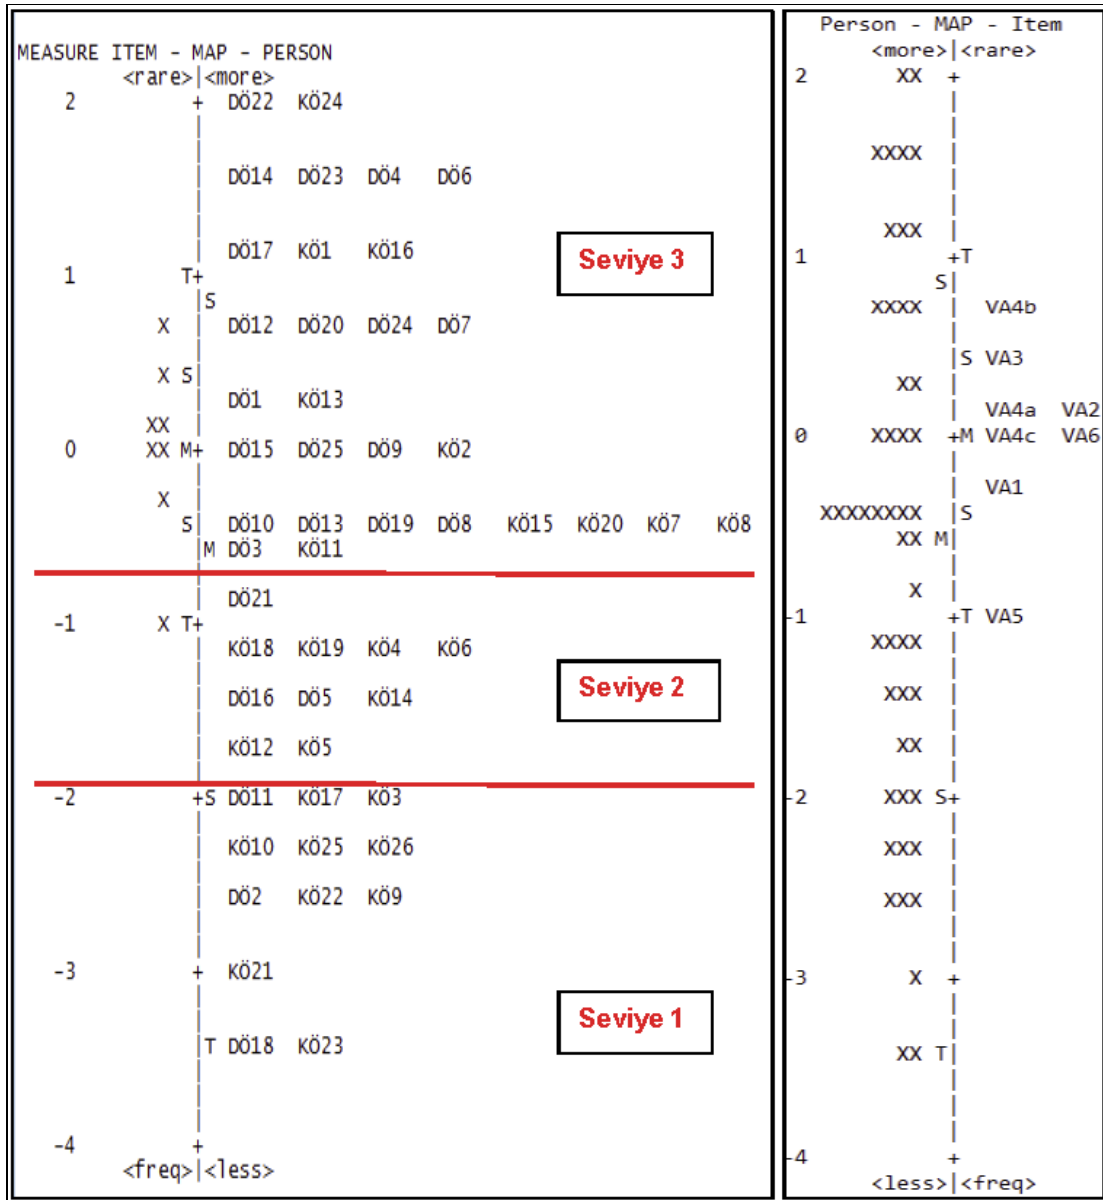 MEASURE ITEM - MAP - PERSON
<rare>|<more>
2 + DÖ22 KÖ24
DÖ14 DÖ23 DÖ4 DÖ6
DÖ17 KÖ1 KÖ16
Seviye 3
1 T+
|S
X | DÖ12 DÖ20 DÖ24 DÖ7
X S|
DÖ1 KÖ13
XX |
0 XX M+ DÖ15 DÖ25 DÖ9 KÖ2
X |
S| DÖ10 DÖ13 DÖ19 DÖ8 KÖ15 KÖ20 KÖ7 KÖ8
|M DÖ3 KÖ11
DÖ21
-1 X T+
KÖ18 KÖ19 KÖ4 KÖ6
Seviye 2
DÖ16 DÖ5 KÖ14
KÖ12 KÖ5
-2 +S DÖ11 KÖ17 KÖ3
KÖ10 KÖ25 KÖ26
DÖ2 KÖ22 KÖ9
-3 + KÖ21
Seviye 1
|T DÖ18 KÖ23
-4 +
<freq>|<less>
Person - MAP - Item
<more>|<rare>
2 XX +
XXXX |
XXX |
1 +T
S|
XXXX | VA4b
|S VA3
XX |
| VA4a VA2
0 XXXX +M VA4c VA6
| VA1
XXXXXXXX |S
XX M|
X |
-1 +T VA5
XXXX |
XXX |
XX |
-2 XXX S+
XXX |
XXX |
-3 X +
XX T|
-4 +
<less>|<freq>